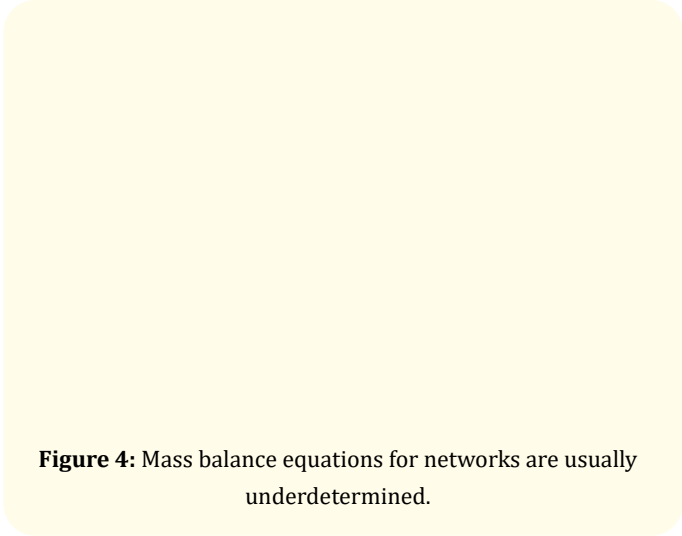 Figure 4: Mass balance equations for networks are usually
underdetermined.